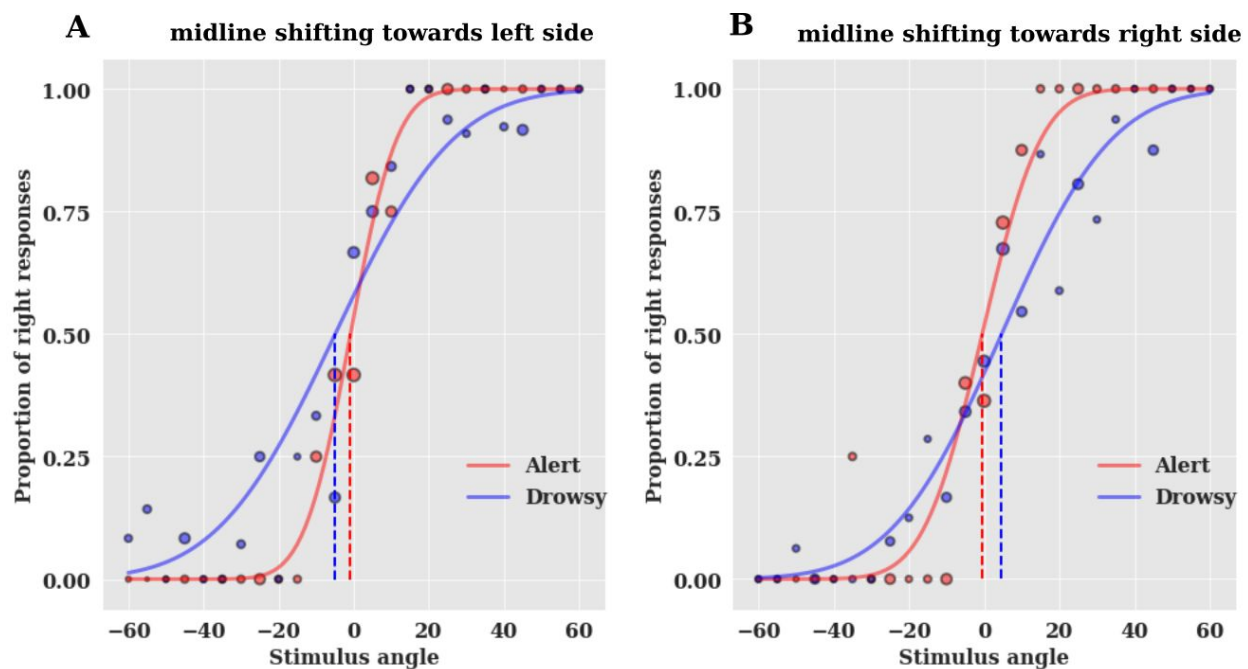 A midline shifting towards left side
1.00
0.75
0.50
0.25
0.00
Proportion of right responses
Alert
Drowsy
−60 −40 −20 0 20 40 60
Stimulus angle
B midline shifting towards right side
1.00
0.75
0.50
0.25
0.00
Proportion of right responses
Alert
Drowsy
−60 −40 −20 0 20 40 60
Stimulus angle